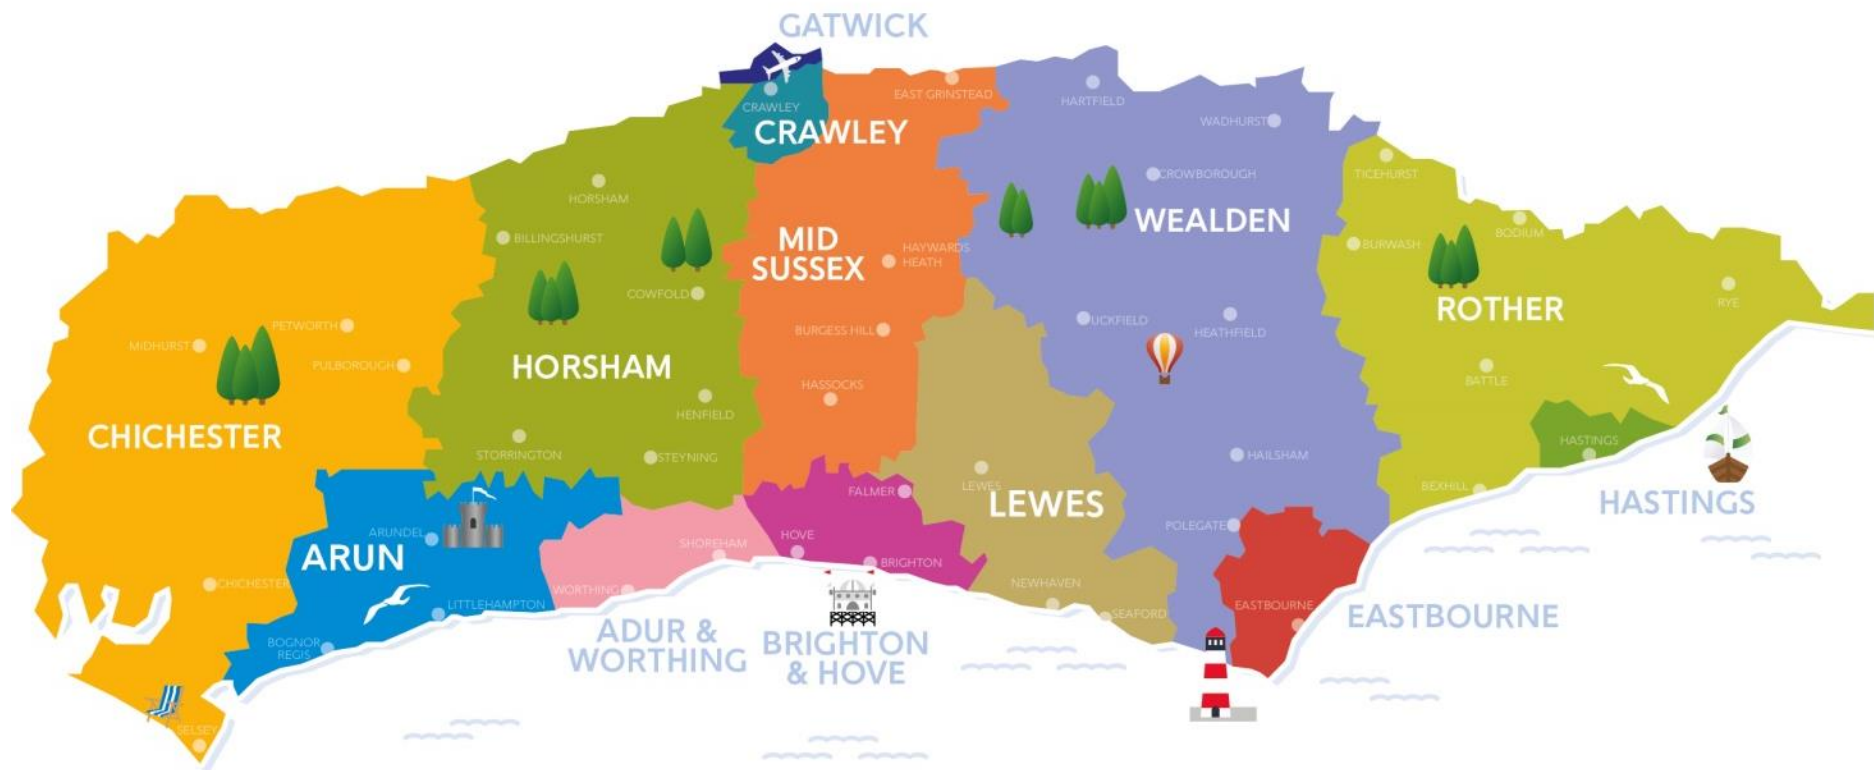 GATWICK
EAST GRINSTEAD
HARTFIELD
CRAWLEY
CRAWLEY
WADHURST
TICEHURST
CROWBOROUGH
HORSHAM
WEALDEN
BILLINGSHURST
MID
SUSSEX
HAYWARDS
HEATH
BODIUM
BURWASH
COWFOLD
ROTHER
RYE
PETWORTH
MIDHURST
PULBOROUGH
BURGESS HILL
UCKFIELD
HEATHFIELD
HORSHAM
HASSOCKS
BATTLE
HENFIELD
CHICHESTER
STORRINGTON
STEYNING
HASTINGS
HAILSHAM
LEWES
FALMER
BEXHILL
LEWES
HASTINGS
ARUNDEL
ARUN
SHOREHAM
HOVE
POLEGATE
BRIGHTON
CHICHESTER
WORTHING
NEWHAVEN
LITTLEHAMPTON
SEAFORD
EASTBOURNE
EASTBOURNE
BOGNOR
REGIS
ADUR &
WORTHING
BRIGHTON
& HOVE
SELSEY